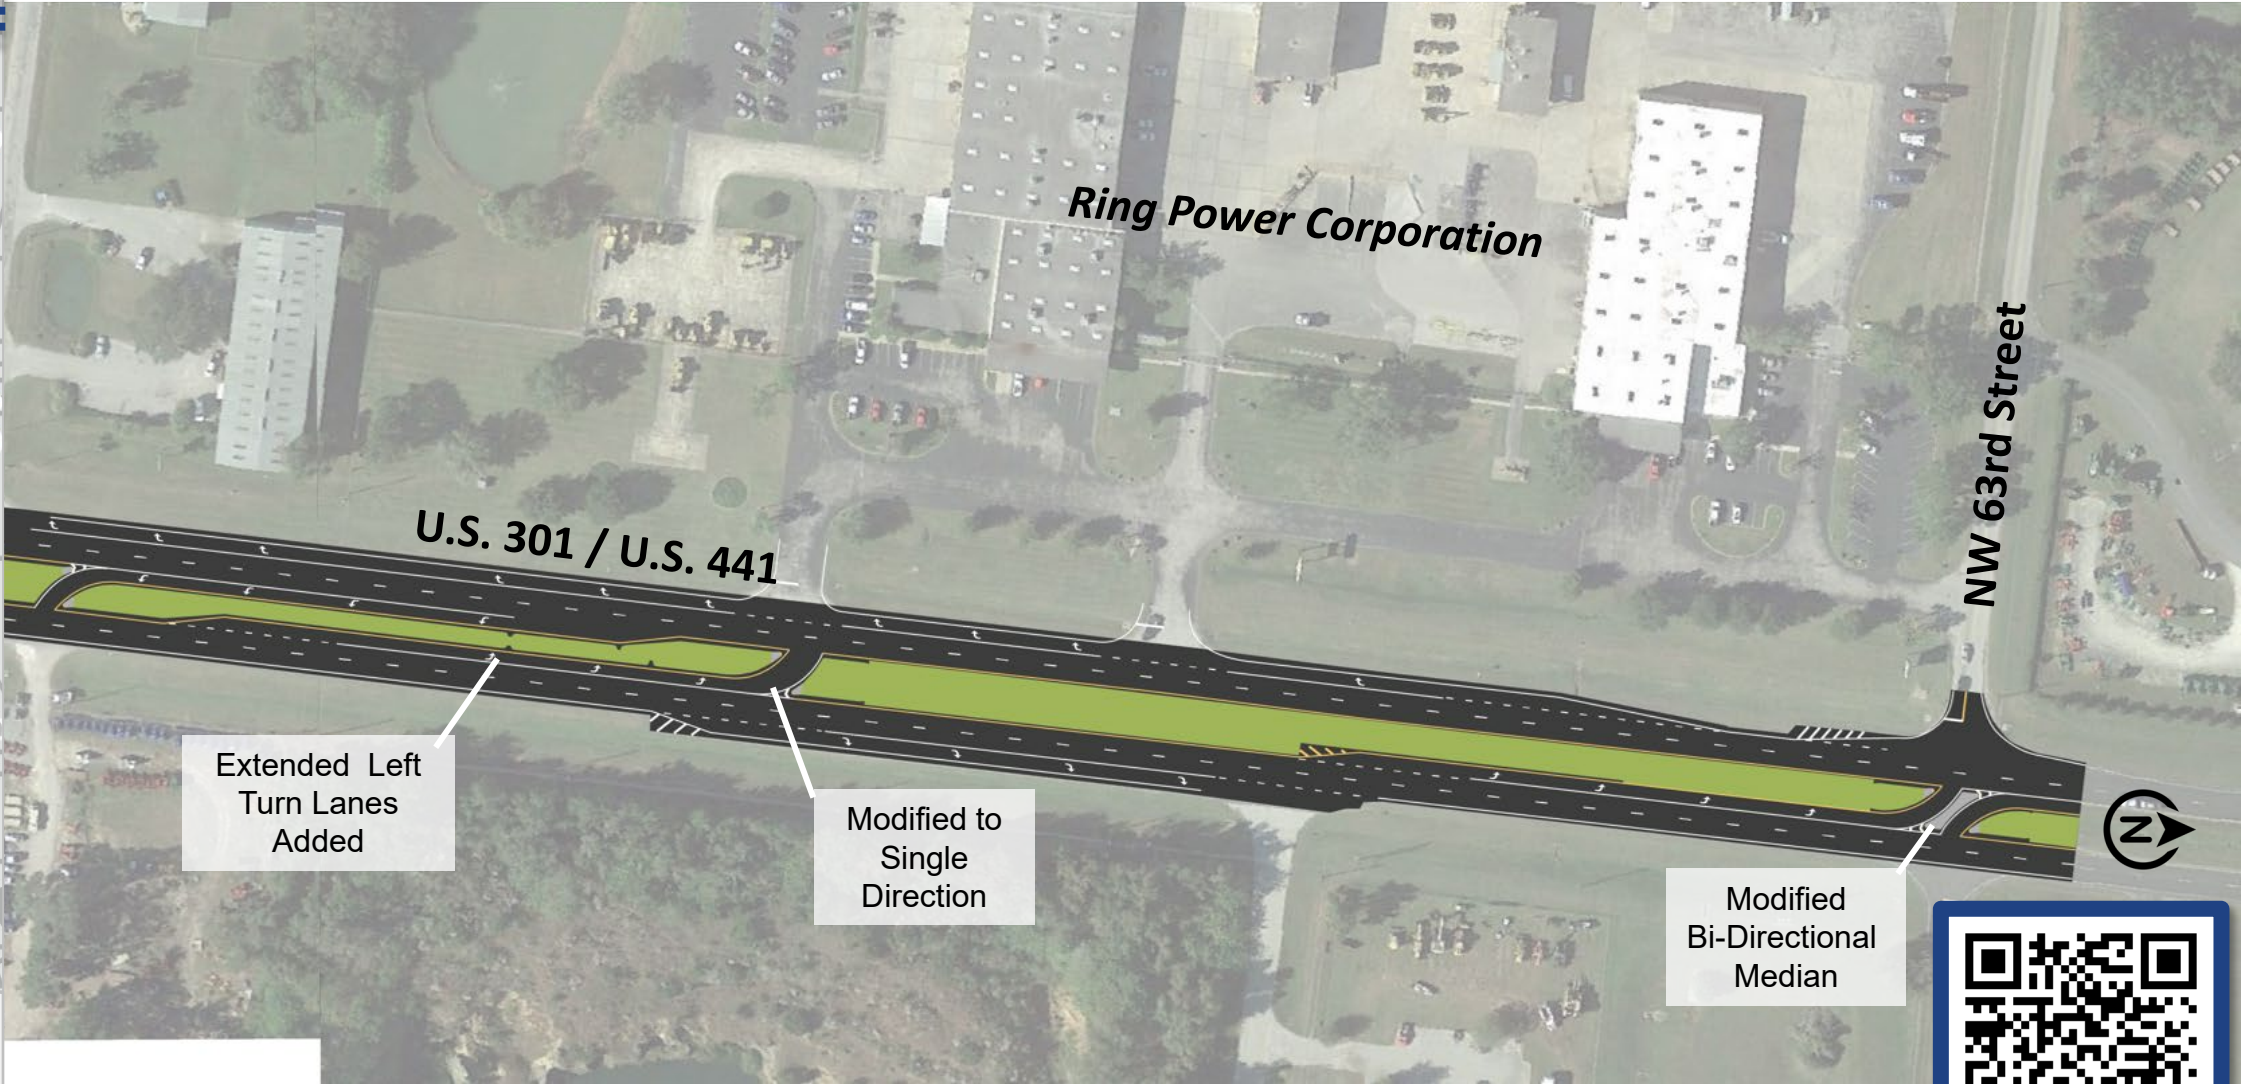 Ring Power Corporation
NW 63rd Street
U.S. 301 / U.S. 441
Extended Left
Turn Lanes
Added
Modified to
Single
Direction
Modified
Bi-Directional
Median
N